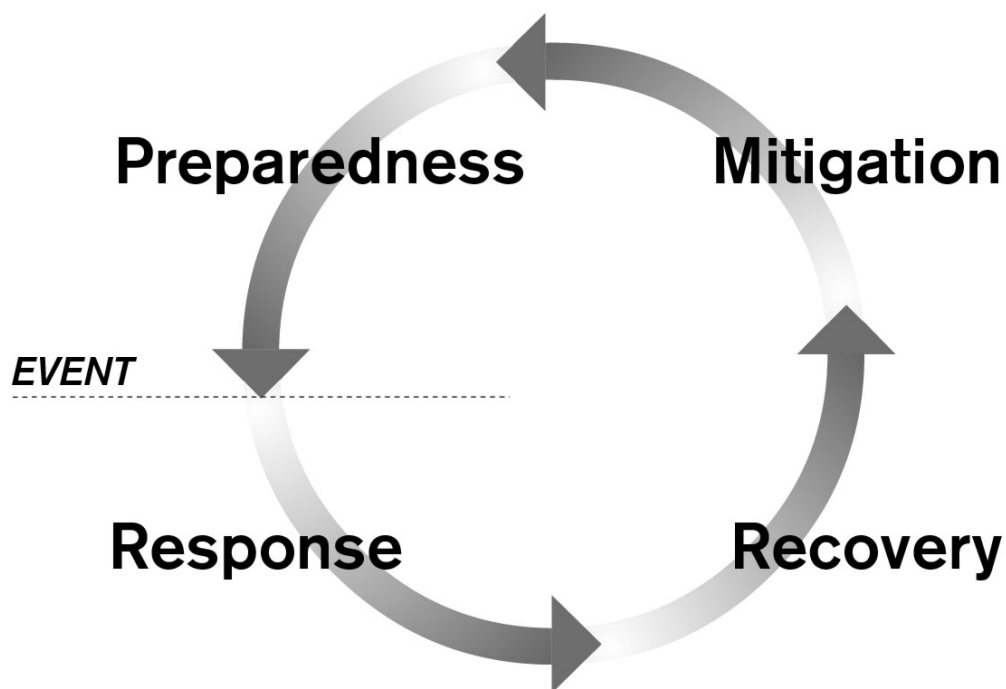 Preparedness
Mitigation
EVENT
Response
Recovery